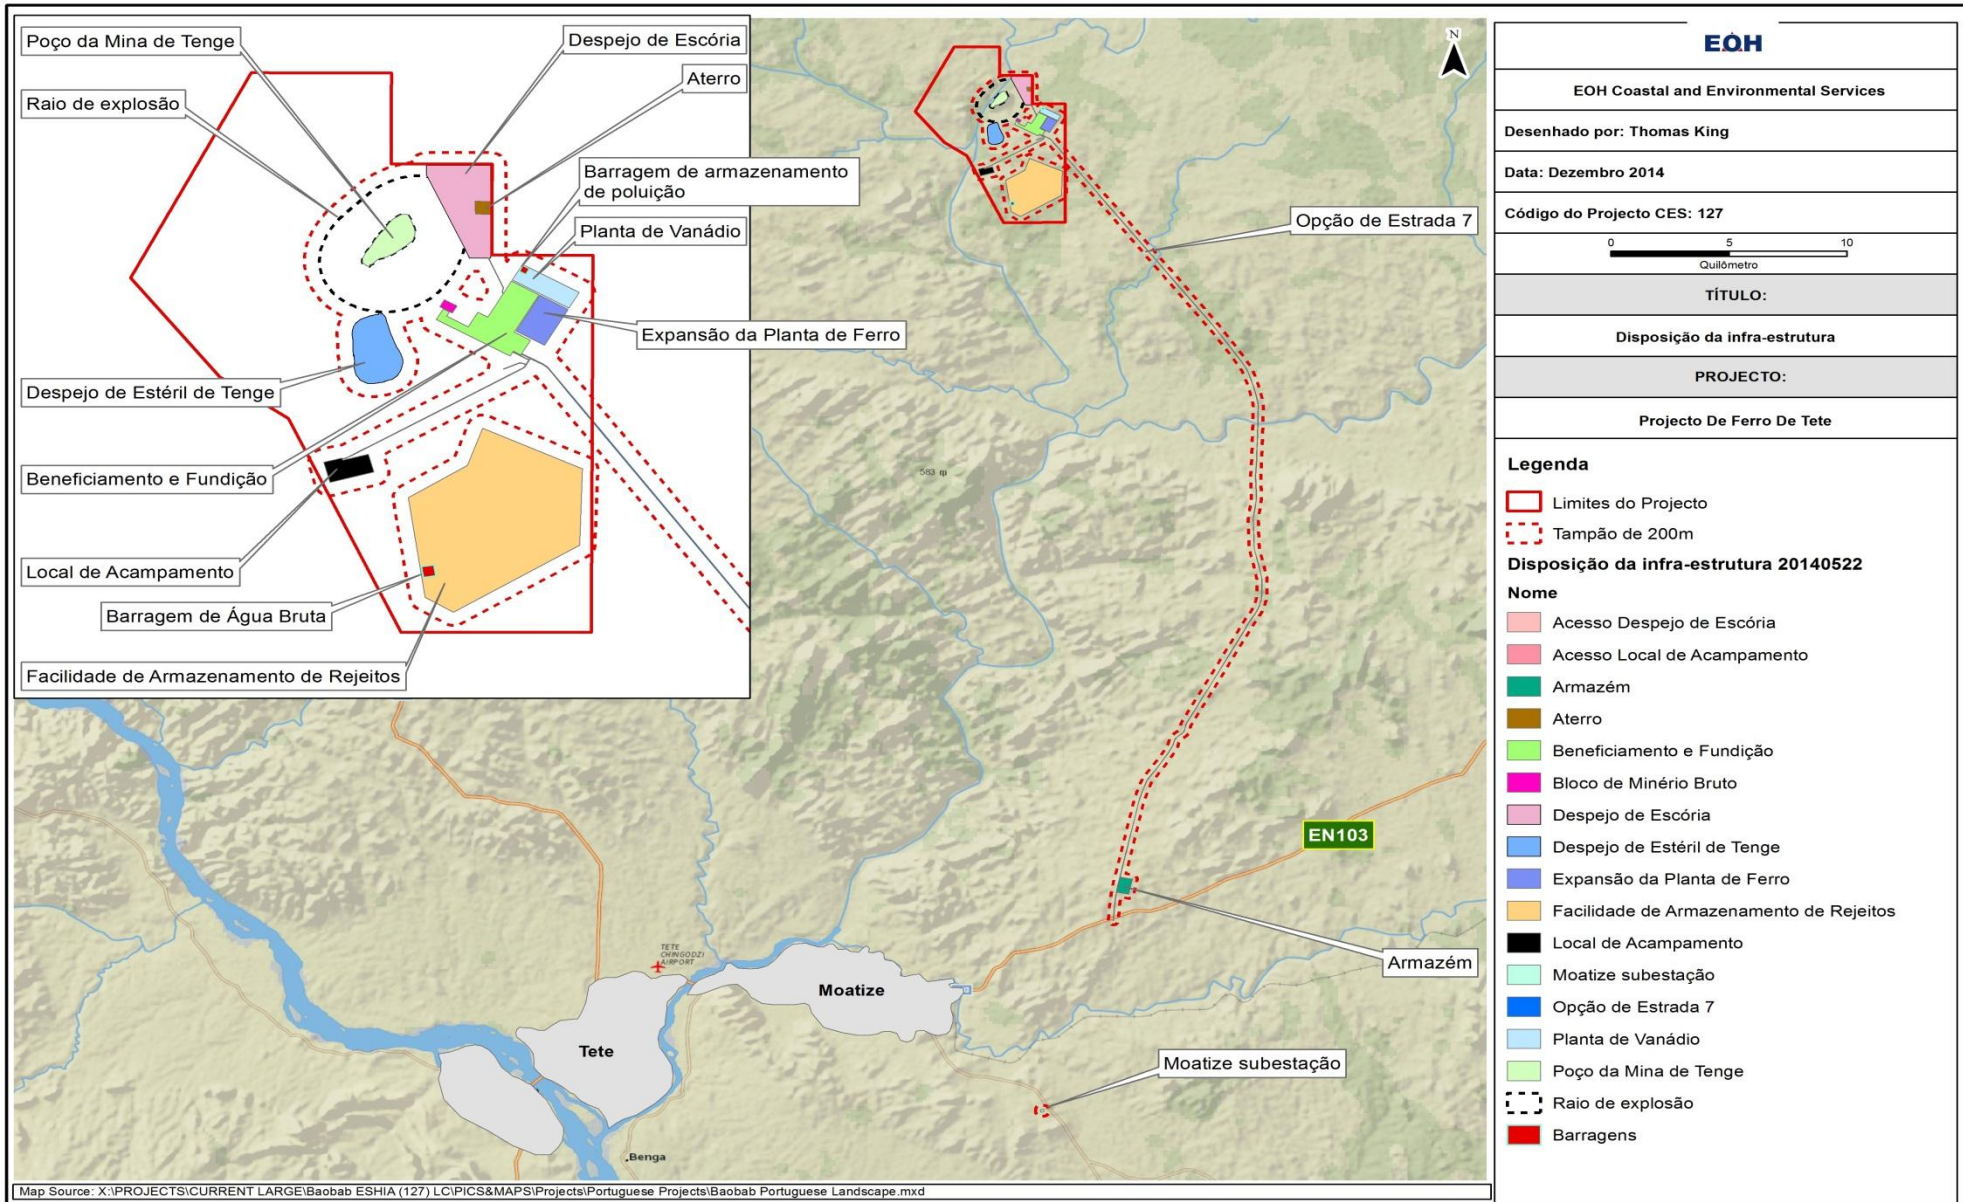 Poço da Mina de Tenge
Despejo de Escória
Raio de explosão
Aterro
Barragem de armazenamento
de poluição
Planta de Vanádio
Expansão da Planta de Ferro
Despejo de Estéril de Tenge
Beneficiamento e Fundição
Local de Acampamento
Barragem de Água Bruta
Facilidade de Armazenamento de Rejeitos
N
Opção de Estrada 7
583
EN103
Armazém
TETE
CHINGODZI
AIRPORT
Moatize
Tete
Moatize subestação
Benga
Map Source: X:\PROJECTS\CURRENT LARGE\Baobab ESHIA (127) LC\PICS&MAPS\Projects\Portuguese Projects\Baobab Portuguese Landscape.mxd
EOH
EOH Coastal and Environmental Services
Desenhado por: Thomas King
Data: Dezembro 2014
Código do Projecto CES: 127
0 5 10
Quilômetro
TÍTULO:
Disposição da infra-estrutura
PROJECTO:
Projecto De Ferro De Tete
Legenda
Limites do Projecto
Tampão de 200m
Disposição da infra-estrutura 20140522
Nome
Acesso Despejo de Escória
Acesso Local de Acampamento
Armazém
Aterro
Beneficiamento e Fundição
Bloco de Minério Bruto
Despejo de Escória
Despejo de Estéril de Tenge
Expansão da Planta de Ferro
Facilidade de Armazenamento de Rejeitos
Local de Acampamento
Moatize subestação
Opção de Estrada 7
Planta de Vanádio
Poço da Mina de Tenge
Raio de explosão
Barragens